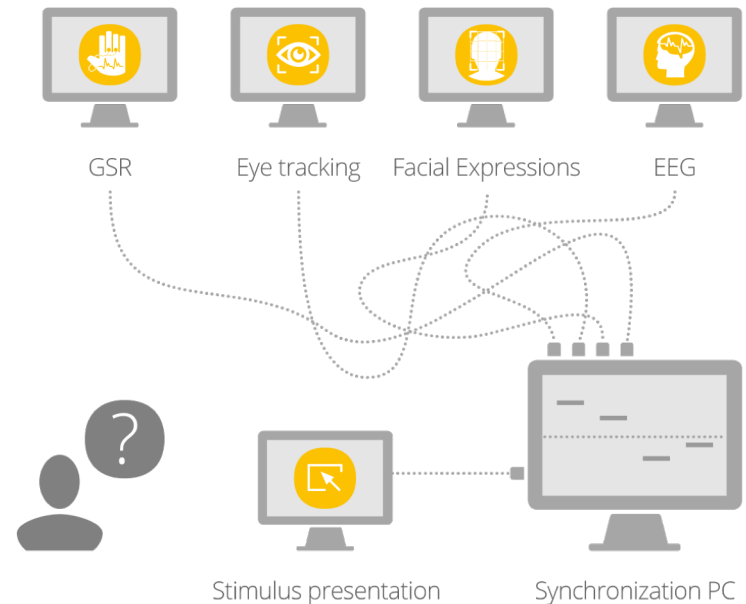 GSR
Eye tracking
Facial Expressions
EEG
?
Stimulus presentation
Synchronization PC